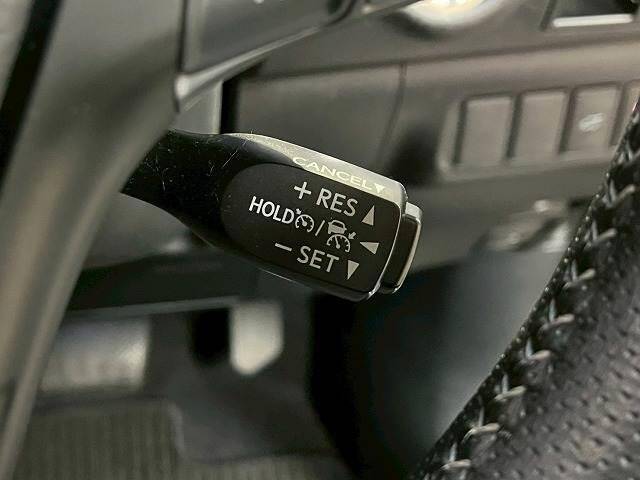 CANCEL▼
+ RES ▲
HOLD / ◀
− SET ▼